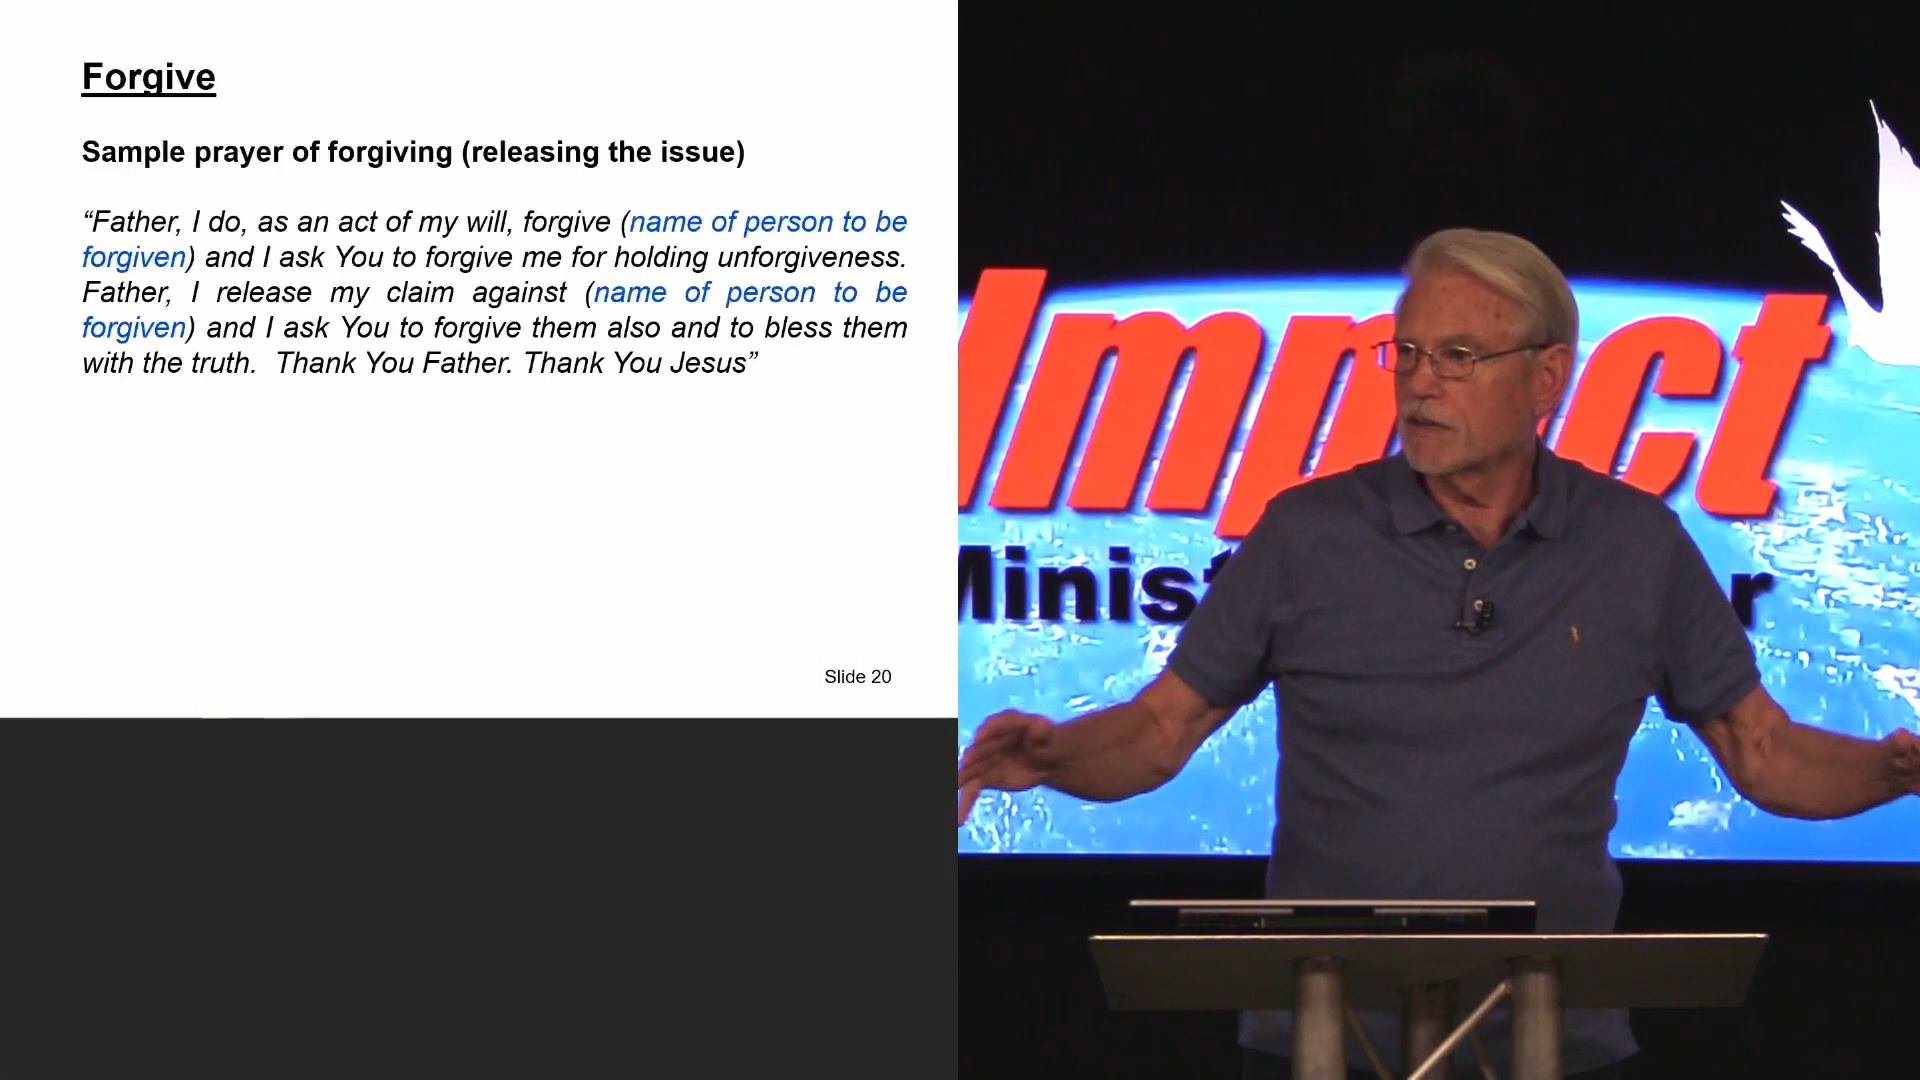 Forgive
Sample prayer of forgiving (releasing the issue)
“Father, I do, as an act of my will, forgive (name of person to be
forgiven) and I ask You to forgive me for holding unforgiveness.
Father, I release my claim against (name of person to be
forgiven) and I ask You to forgive them also and to bless them
with the truth.  Thank You Father. Thank You Jesus”
Slide 20
Impact